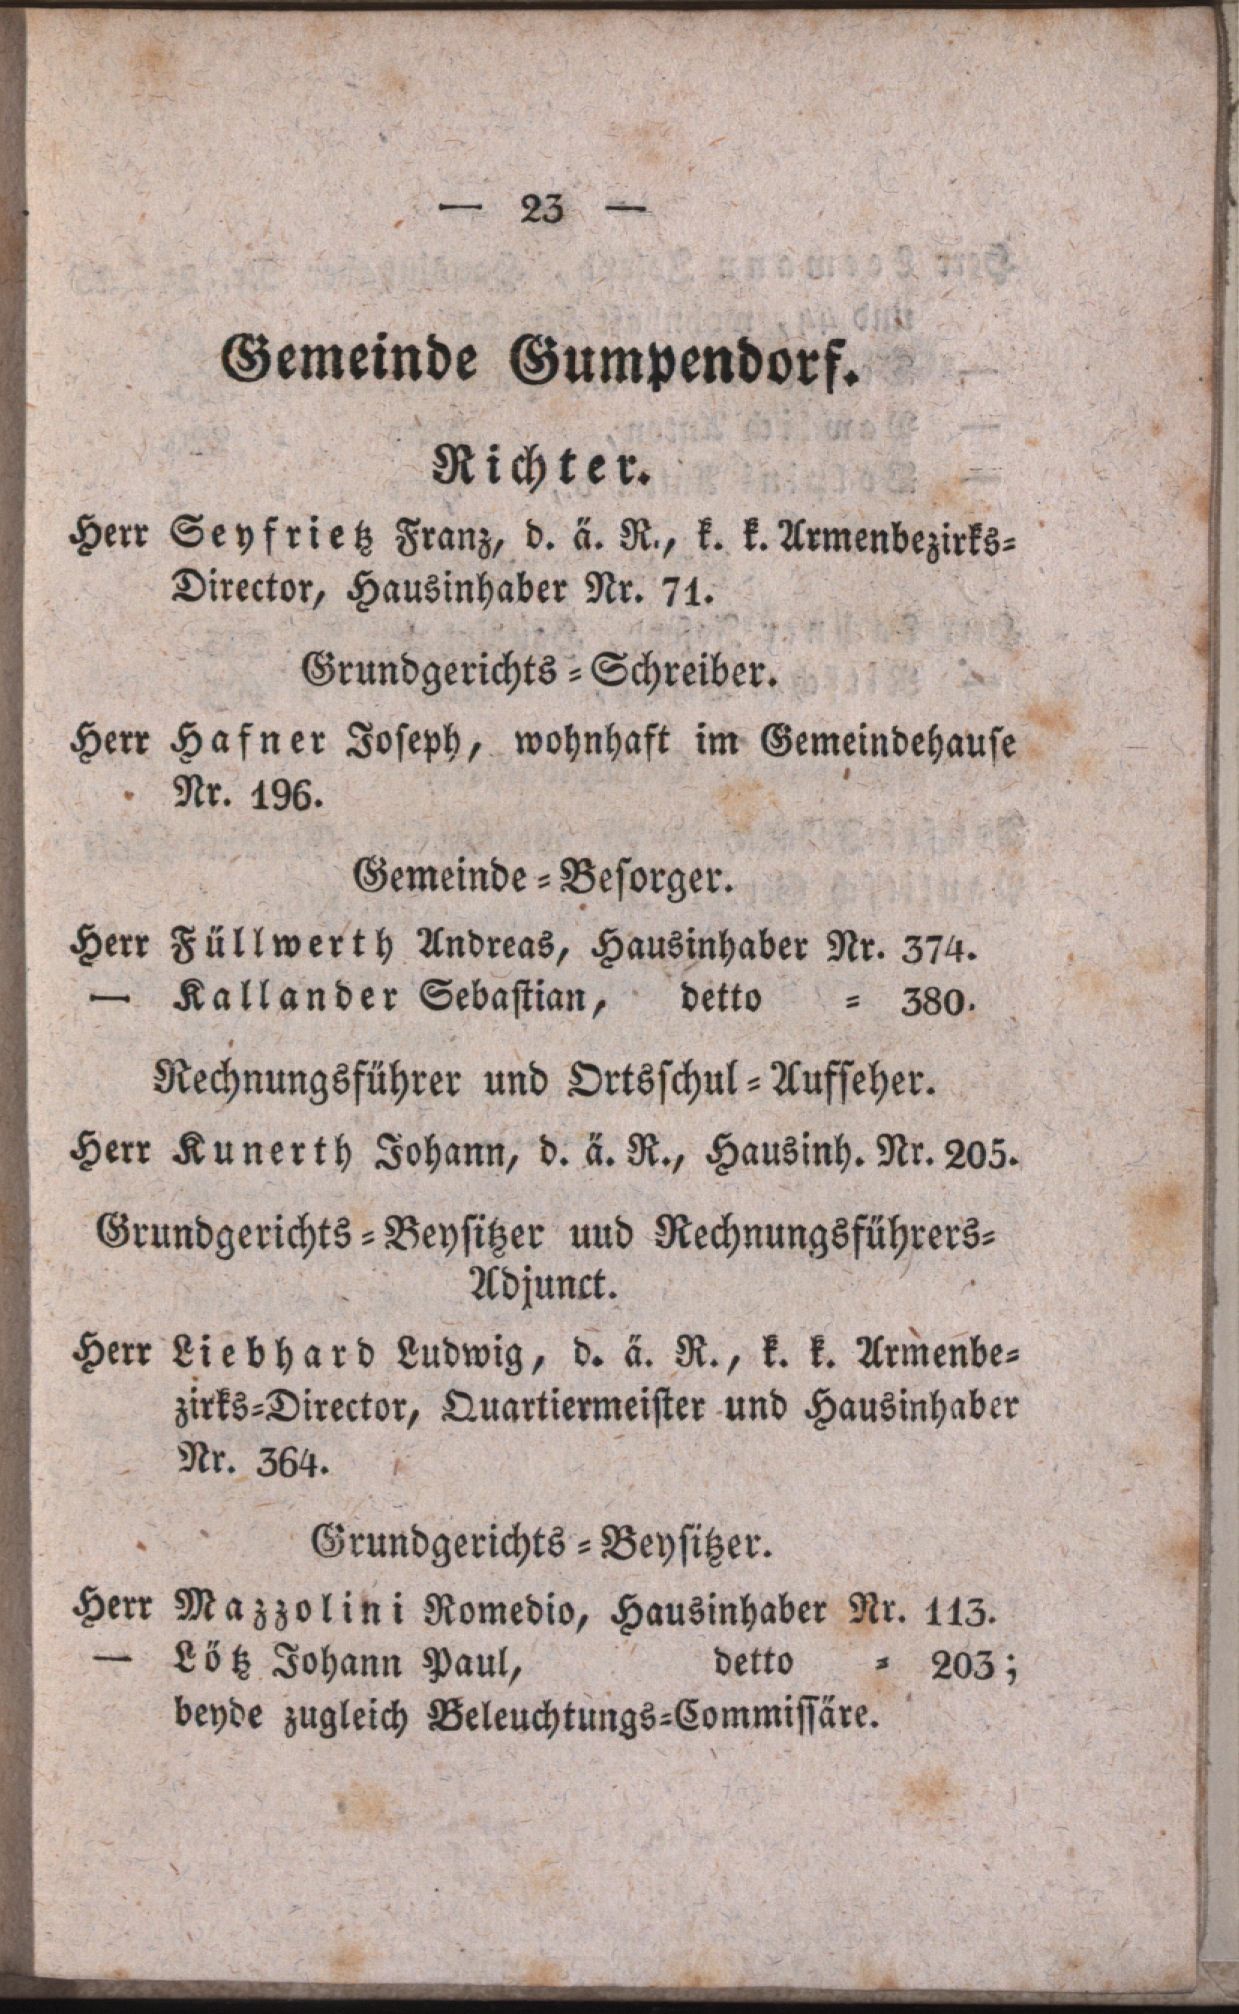 — 23 —
Gemeinde Gumpendorf.
Richter.
Herr Seyfrietz Franz, d. ä. R., k. k. Armenbezirks=
Director, Hausinhaber Nr. 71.
Grundgerichts=Schreiber.
Herr Hafner Joseph, wohnhaft im Gemeindehause
Nr. 196.
Gemeinde=Besorger.
Herr Füllwerth Andreas, Hausinhaber Nr. 374.
— Kallander Sebastian, detto = 380.
Rechnungsführer und Ortsschul=Aufseher.
Herr Kunerth Johann, d. ä. R., Hausinh. Nr. 205.
Grundgerichts=Beysitzer uud Rechnungsführers=
Adjunct.
Herr Liebhard Ludwig, d. ä. R., k. k. Armenbe=
zirks=Director, Quartiermeister und Hausinhaber
Nr. 364.
Grundgerichts=Beysitzer.
Herr Mazzolini Romedio, Hausinhaber Nr. 113.
— Lötz Johann Paul, detto = 203;
beyde zugleich Beleuchtungs=Commissäre.